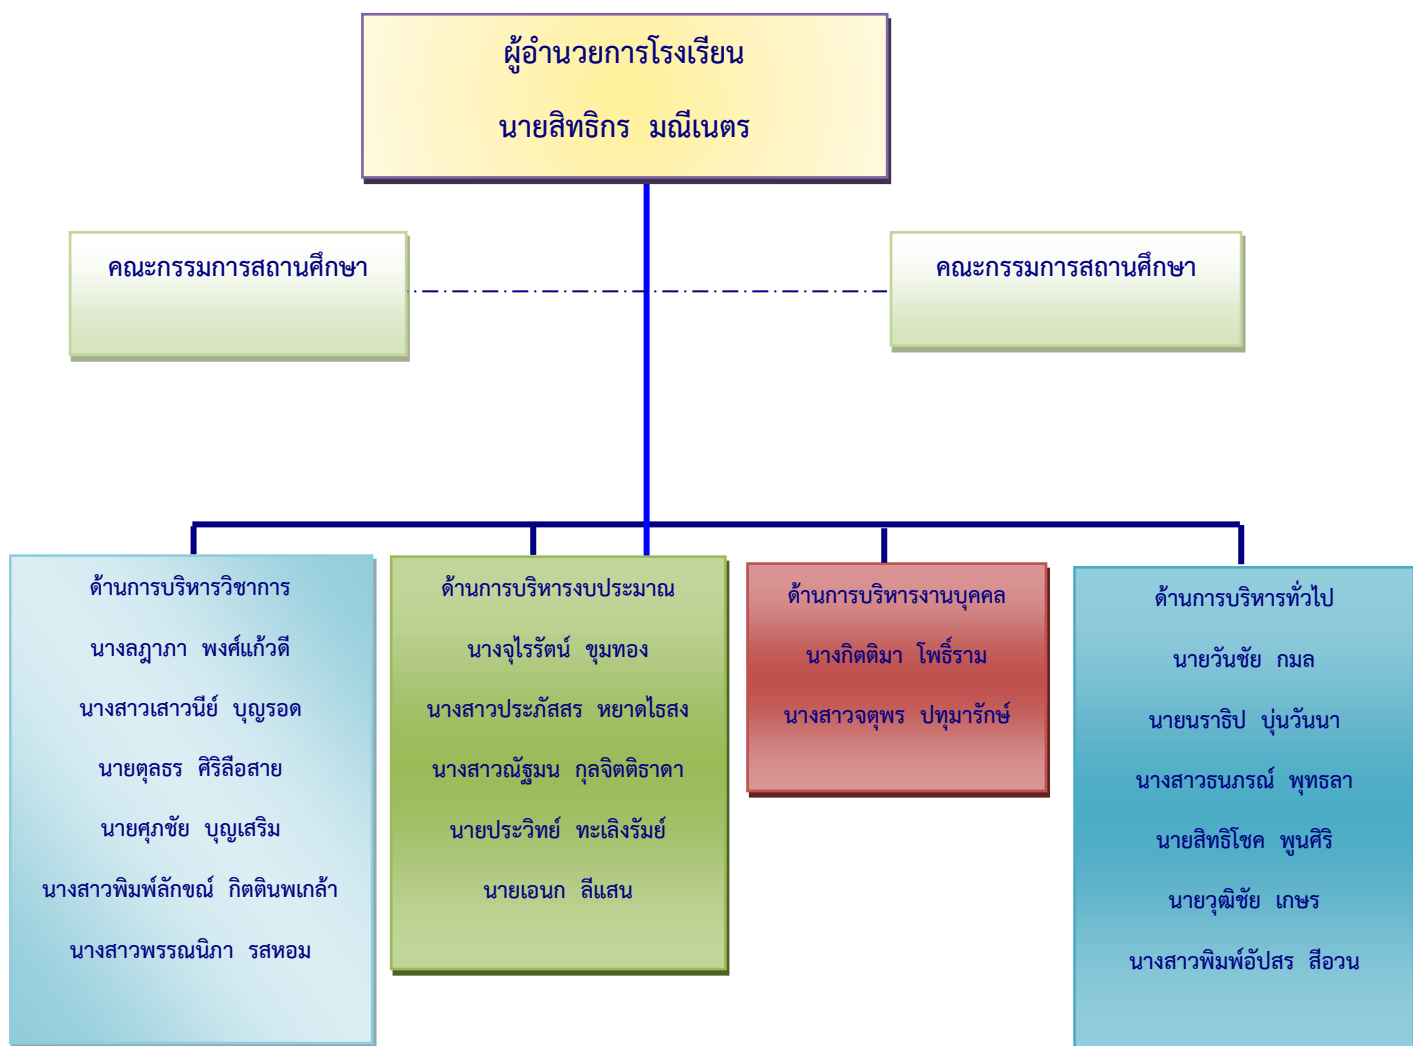 ผู้อำนวยการโรงเรียน
นายสิทธิกร มณีเนตร
คณะกรรมการสถานศึกษา
คณะกรรมการสถานศึกษา
ด้านการบริหารวิชาการ
นางลฎาภา พงศ์แก้วดี
นางสาวเสาวนีย์ บุญรอด
นายตุลธร ศิริลือสาย
นายศุภชัย บุญเสริม
นางสาวพิมพ์ลักขณ์ กิตตินพเกล้า
นางสาวพรรณนิภา รสหอม
ด้านการบริหารงบประมาณ
นางจุไรรัตน์ ขุมทอง
นางสาวประภัสสร หยาดไธสง
นางสาวณัฐมน กุลจิตติธาดา
นายประวิทย์ ทะเลิงรัมย์
นายเอนก ลีแสน
ด้านการบริหารงานบุคคล
นางกิตติมา โพธิ์ราม
นางสาวจตุพร ปทุมารักษ์
ด้านการบริหารทั่วไป
นายวันชัย กมล
นายนราธิป บุ่นวันนา
นางสาวธนภรณ์ พุทธลา
นายสิทธิโชค พูนศิริ
นายวุฒิชัย เกษร
นางสาวพิมพ์อัปสร สีอวน